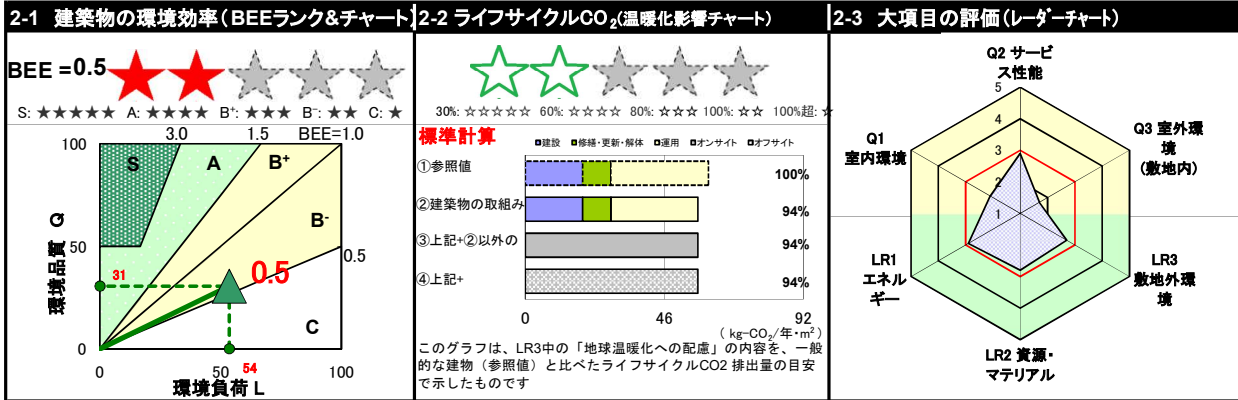 2-1 建築物の環境効率(BEEランク&チャート)
BEE = 0.5
S: ★★★★★ A: ★★★★ B⁺: ★★★ B⁻: ★★ C: ★
3.0 1.5 BEE=1.0
100
S A B⁺
B⁻
50
0.5
31
0.5
C
環境品質 Q
0
0 50 100
54
環境負荷 L
2-2 ライフサイクルCO₂(温暖化影響チャート)
30%: ☆☆☆☆☆ 60%: ☆☆☆☆ 80%: ☆☆☆ 100%: ☆☆ 100%超: ☆
標準計算
建設 修繕・更新・解体 運用 オンサイト オフサイト
①参照値 100%
②建築物の取組み 94%
③上記+②以外の 94%
④上記+ 94%
0 46 92
( kg-CO₂/年・m² )
このグラフは、LR3中の「地球温暖化への配慮」の内容を、一般
的な建物(参照値)と比べたライフサイクルCO2 排出量の目安
で示したものです
2-3 大項目の評価(レーダーチャート)
Q2 サービ
ス性能
5
4
3
2
1
Q3 室外環
境
(敷地内)
Q1
室内環境
LR1
エネル
ギー
LR3
敷地外環
境
LR2 資源・
マテリアル